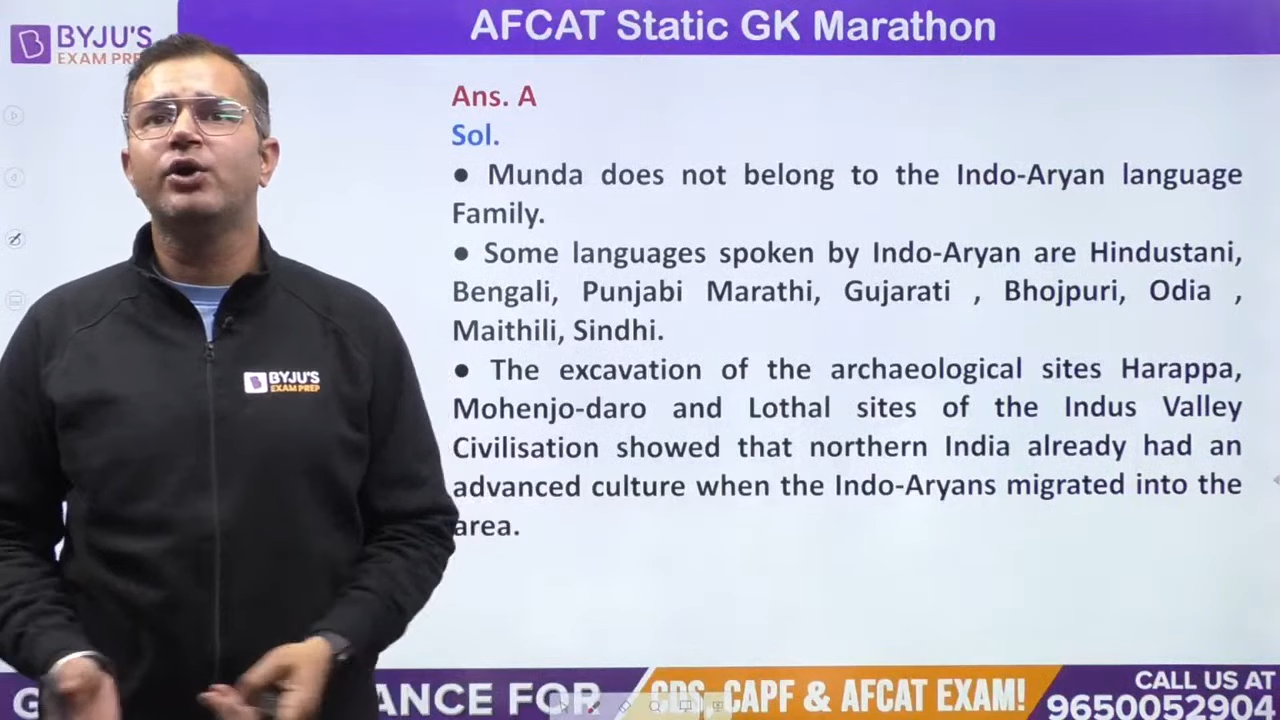 AFCAT Static GK Marathon
BYJU'S
EXAM PREP
Ans. A
Sol.
● Munda does not belong to the Indo-Aryan language
Family.
● Some languages spoken by Indo-Aryan are Hindustani,
Bengali, Punjabi Marathi, Gujarati , Bhojpuri, Odia ,
Maithili, Sindhi.
● The excavation of the archaeological sites Harappa,
Mohenjo-daro and Lothal sites of the Indus Valley
Civilisation showed that northern India already had an
advanced culture when the Indo-Aryans migrated into the
area.
BYJU'S
EXAM PREP
ANCE FOR
CDS, CAPF & AFCAT EXAM!
CALL US AT
9650052904